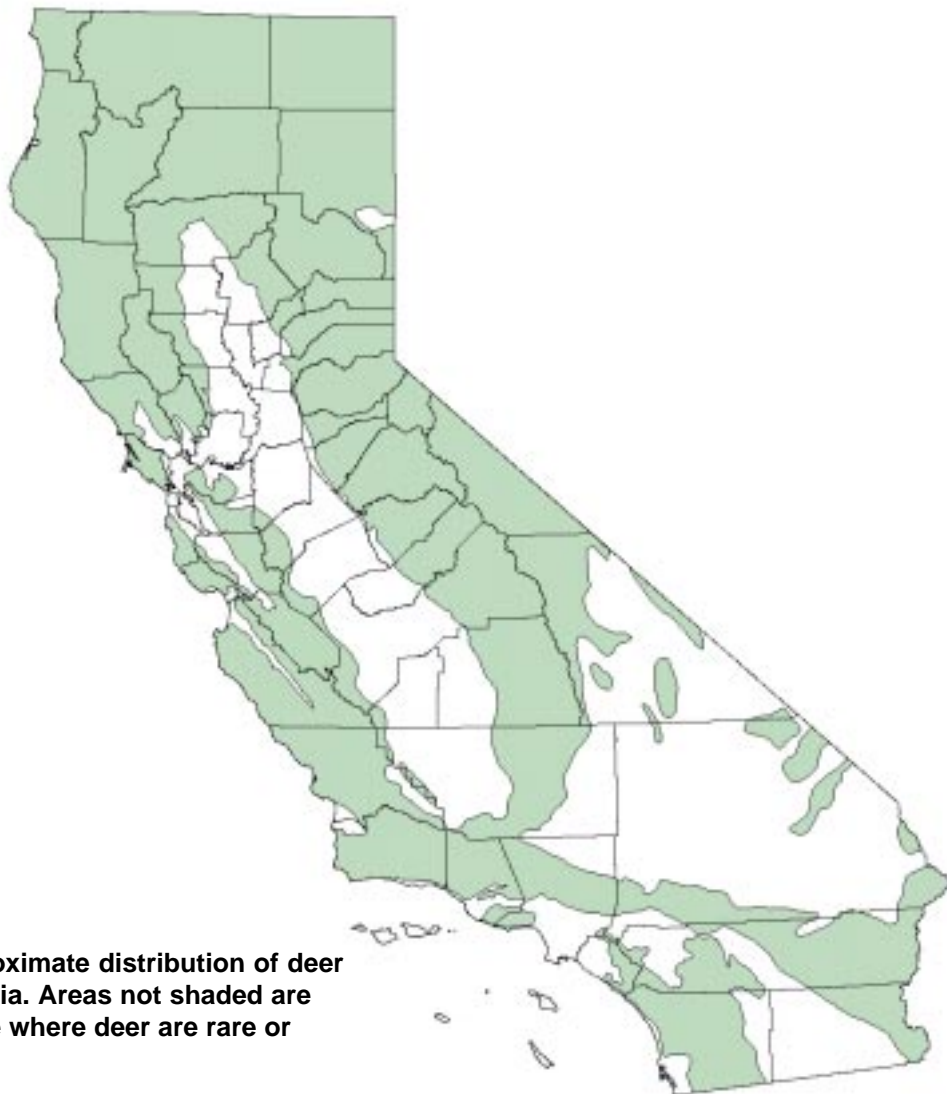 oximate distribution of deer
ia. Areas not shaded are
e where deer are rare or